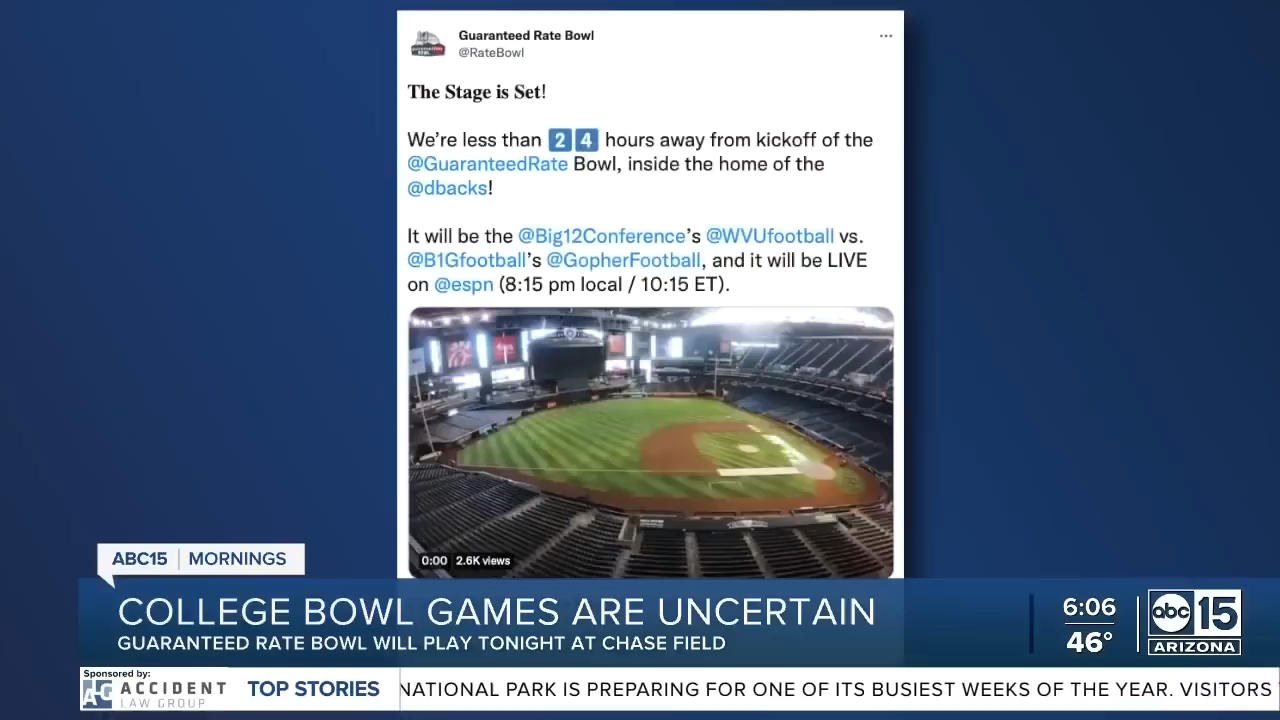 Guaranteed Rate Bowl
@RateBowl
The Stage is Set!
We're less than 24 hours away from kickoff of the
@GuaranteedRate Bowl, inside the home of the
@dbacks!
It will be the @Big12Conference's @WVUfootball vs.
@B1Gfootball's @GopherFootball, and it will be LIVE
on @espn (8:15 pm local / 10:15 ET).
0:00 2.6K views
ABC15 | MORNINGS
COLLEGE BOWL GAMES ARE UNCERTAIN
GUARANTEED RATE BOWL WILL PLAY TONIGHT AT CHASE FIELD
6:06
46°
abc 15
ARIZONA
Sponsored by:
AG ACCIDENT
LAW GROUP
TOP STORIES
NATIONAL PARK IS PREPARING FOR ONE OF ITS BUSIEST WEEKS OF THE YEAR. VISITORS